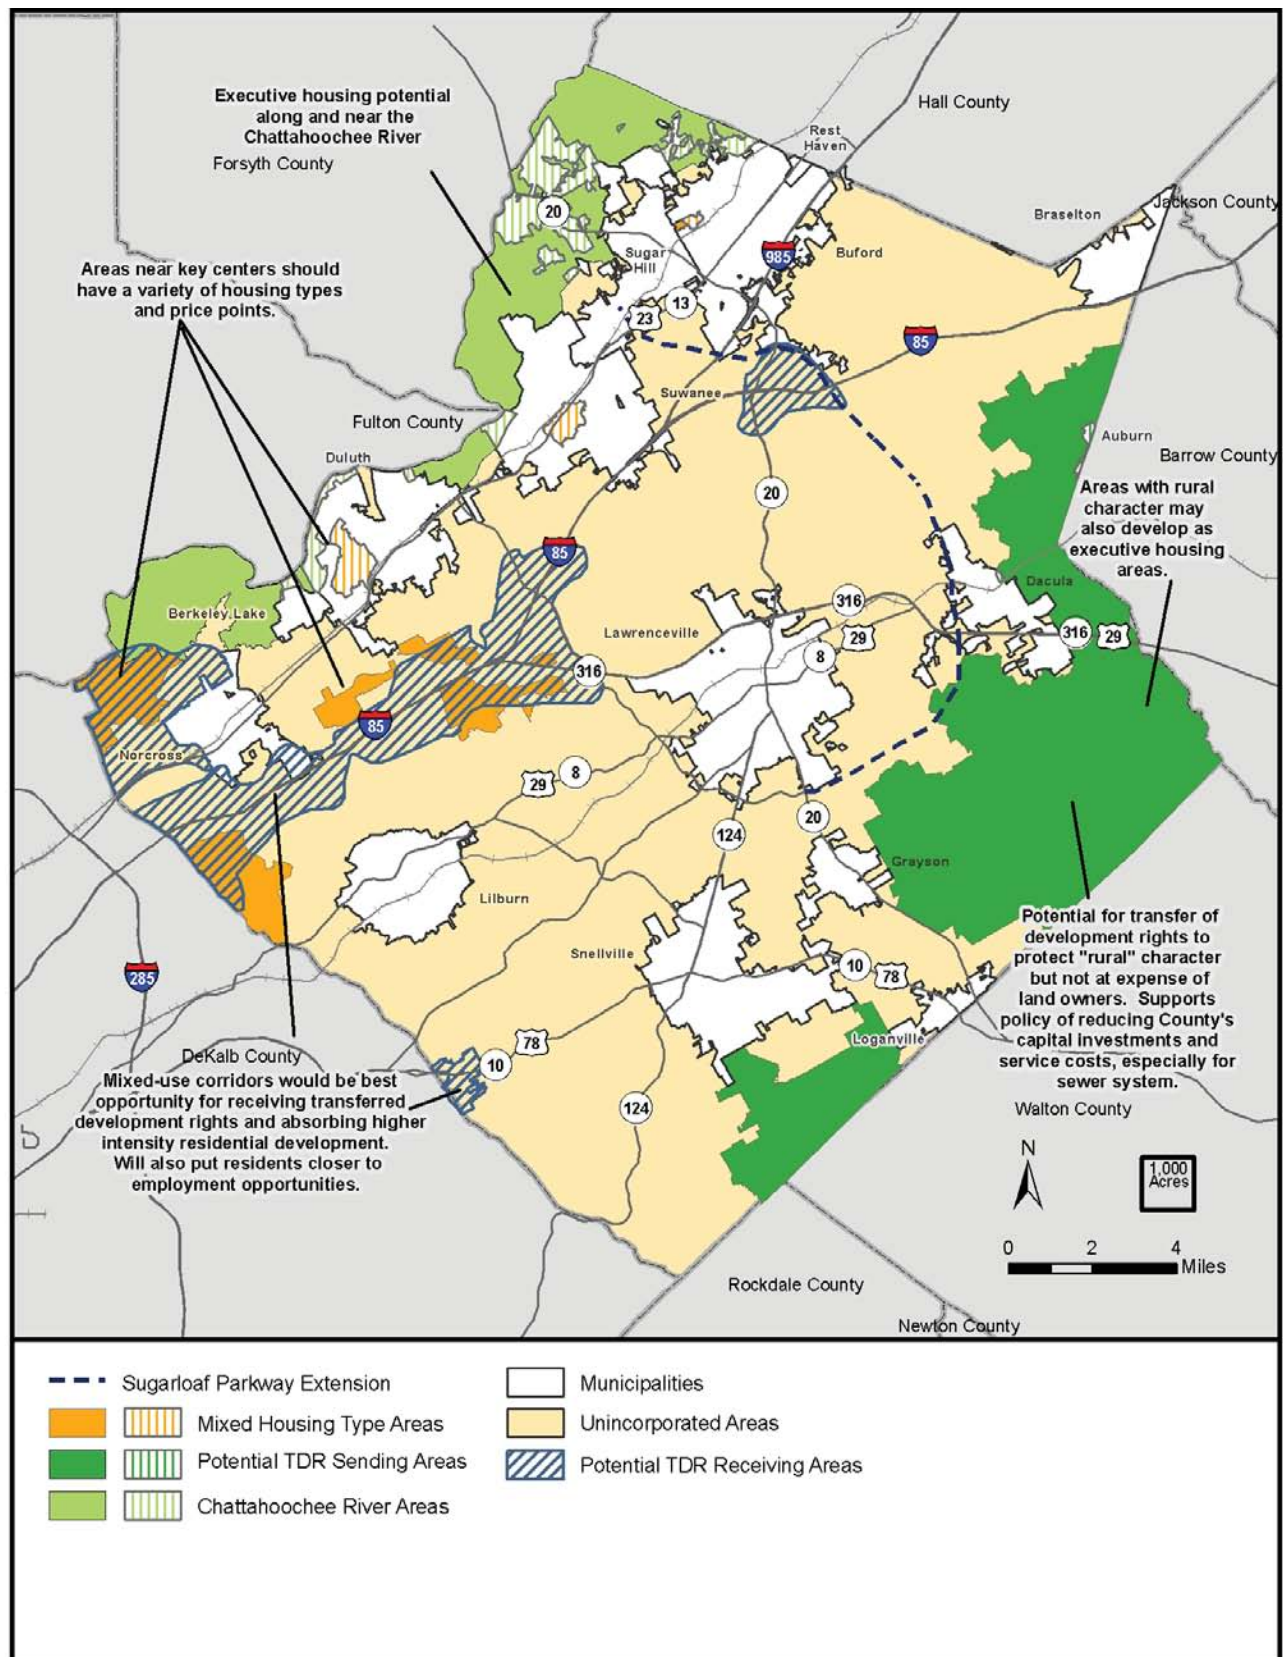 Executive housing potential
along and near the
Chattahoochee River
Forsyth County
Hall County
Rest
Haven
Jackson County
Braselton
20
Sugar
Hill
985
Buford
Areas near key centers should
have a variety of housing types
and price points.
23
13
85
Suwanee
Fulton County
Duluth
Auburn
Barrow County
20
Areas with rural
character may
also develop as
executive housing
areas.
85
Dacula
Berkeley Lake
Lawrenceville
316
29
8
316
29
316
85
Norcross
29
8
20
124
Grayson
Lilburn
Snellville
10
78
285
Potential for transfer of
development rights to
protect "rural" character
but not at expense of
land owners. Supports
policy of reducing County's
capital investments and
service costs, especially for
sewer system.
Loganville
78
10
DeKalb County
Mixed-use corridors would be best
opportunity for receiving transferred
development rights and absorbing higher
intensity residential development.
Will also put residents closer to
employment opportunities.
124
Walton County
N
1,000
Acres
0 2 4
Miles
Rockdale County
Newton County
Sugarloaf Parkway Extension
Mixed Housing Type Areas
Potential TDR Sending Areas
Chattahoochee River Areas
Municipalities
Unincorporated Areas
Potential TDR Receiving Areas